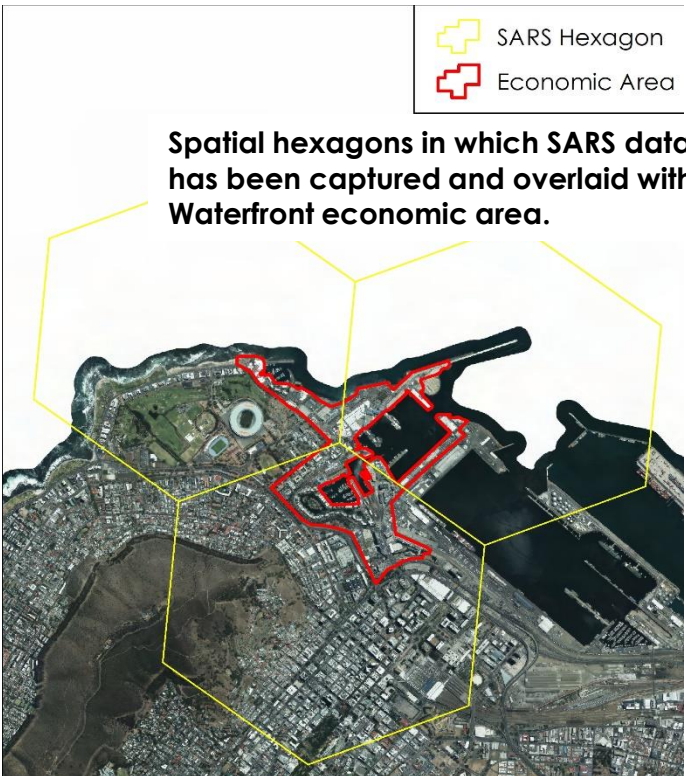 SARS Hexagon
Economic Area
Spatial hexagons in which SARS data
has been captured and overlaid with
Waterfront economic area.